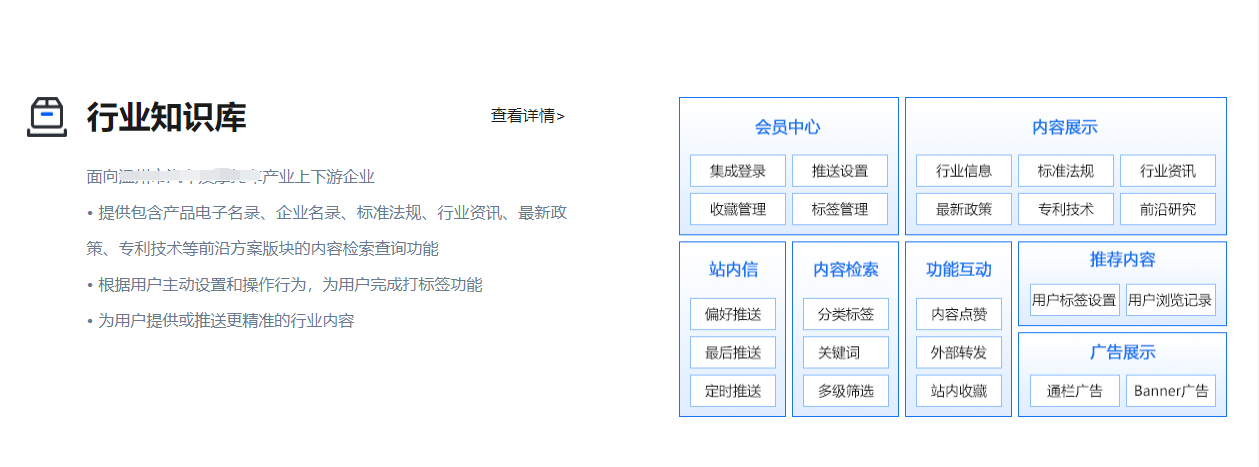 行业知识库
查看详情>
面向产业上下游企业
• 提供包含产品电子名录、企业名录、标准法规、行业资讯、最新政
策、专利技术等前沿方案版块的内容检索查询功能
• 根据用户主动设置和操作行为，为用户完成打标签功能
• 为用户提供或推送更精准的行业内容
会员中心
集成登录 推送设置
收藏管理 标签管理
内容展示
行业信息 标准法规 行业资讯
最新政策 专利技术 前沿研究
站内信
偏好推送
最后推送
定时推送
内容检索
分类标签
关键词
多级筛选
功能互动
内容点赞
外部转发
站内收藏
推荐内容
用户标签设置 用户浏览记录
广告展示
通栏广告 Banner广告